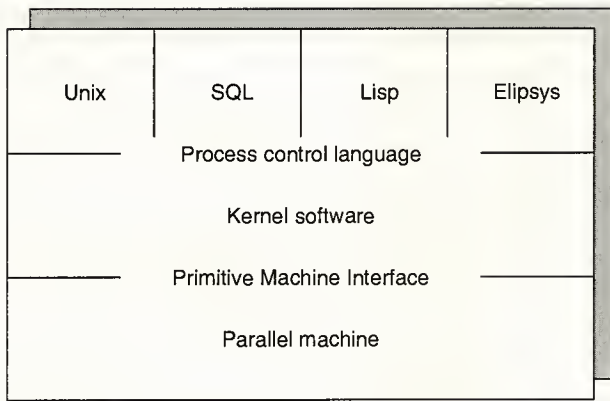 Unix SQL Lisp Elipsys
Process control language
Kernel software
Primitive Machine Interface
Parallel machine